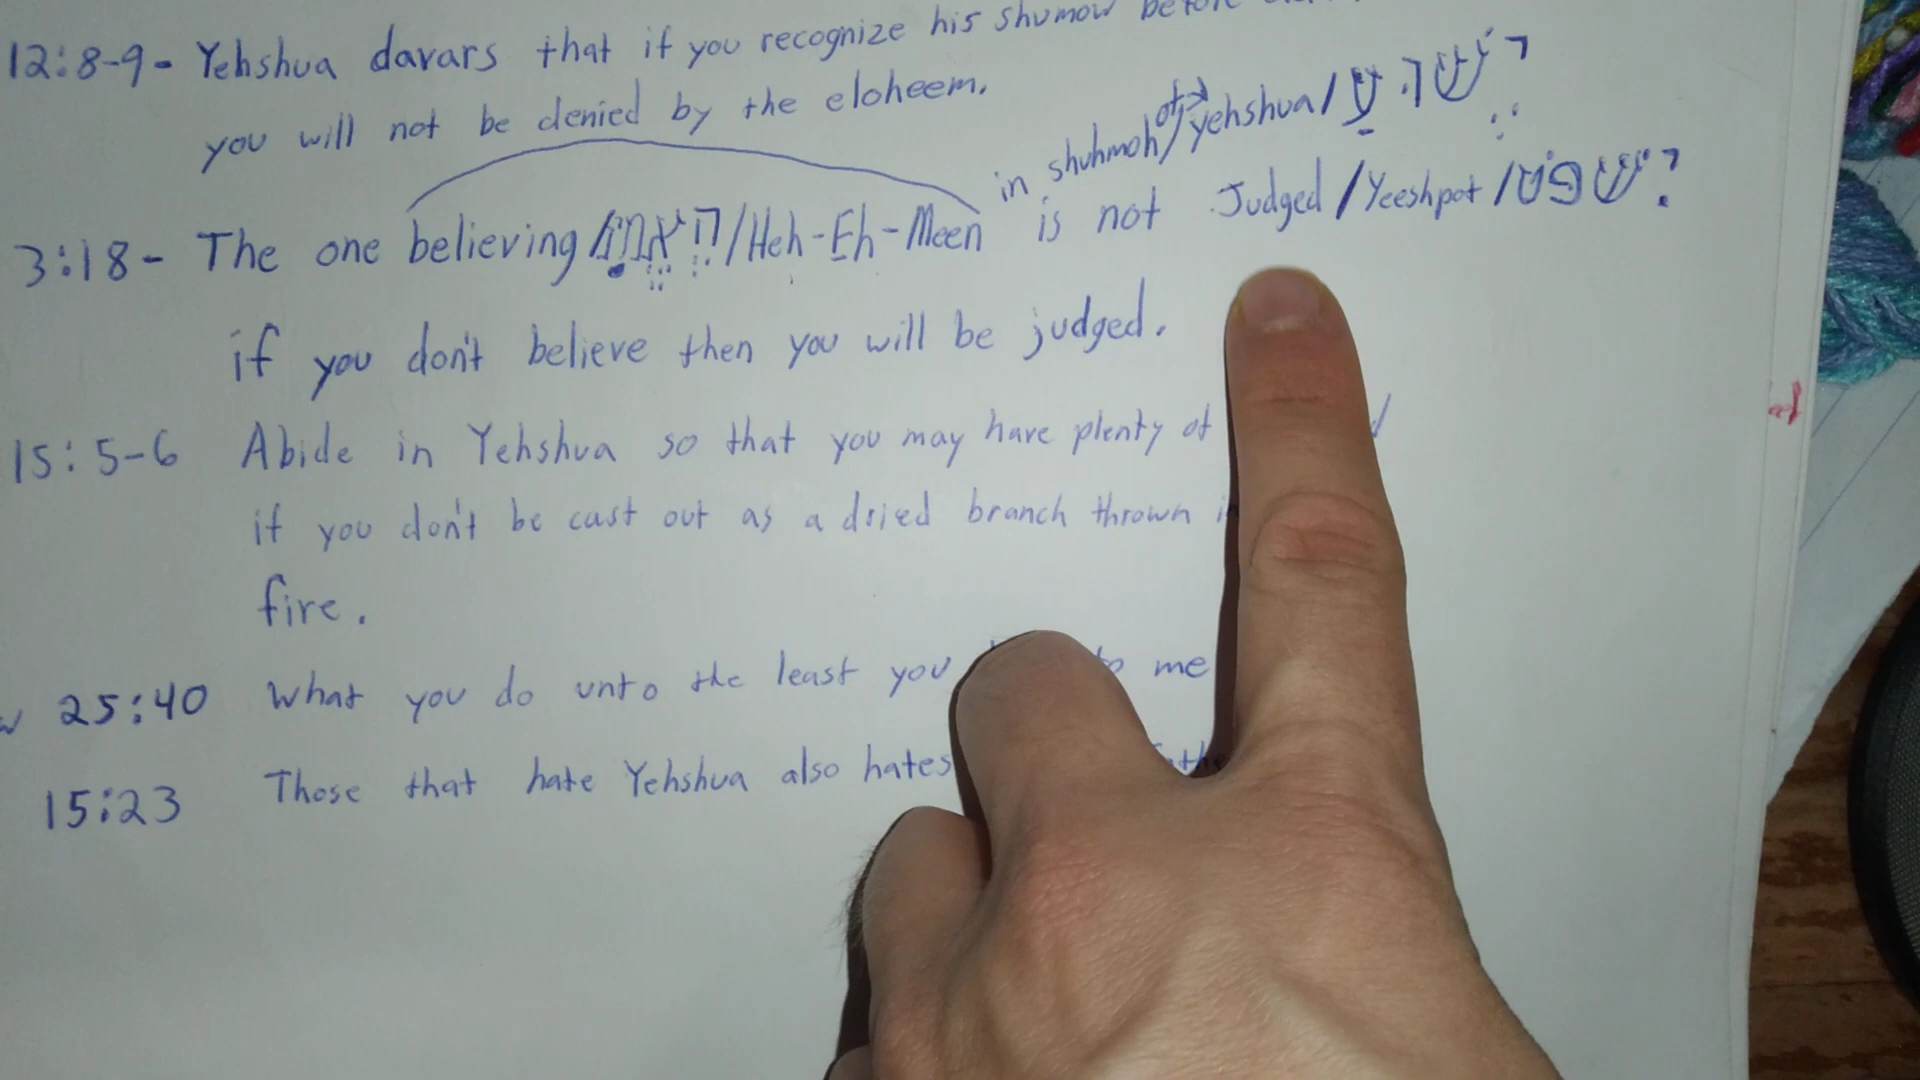 12:8-9- Yehshua davars that if you recognize his shumow before
you will not be denied by the eloheem.
in shuhmoh of yehshua/יֵשׁוּעַ
3:18- The one believing/הֶאֱמִין/Heh-Eh-Meen is not Judged/Yeeshpot/יִשְׁפֹּט
if you don't believe then you will be judged.
15:5-6 Abide in Yehshua so that you may have plenty of
if you don't be cast out as a dried branch thrown
fire.
25:40 What you do unto the least you to me
15:23 Those that hate Yehshua also hates